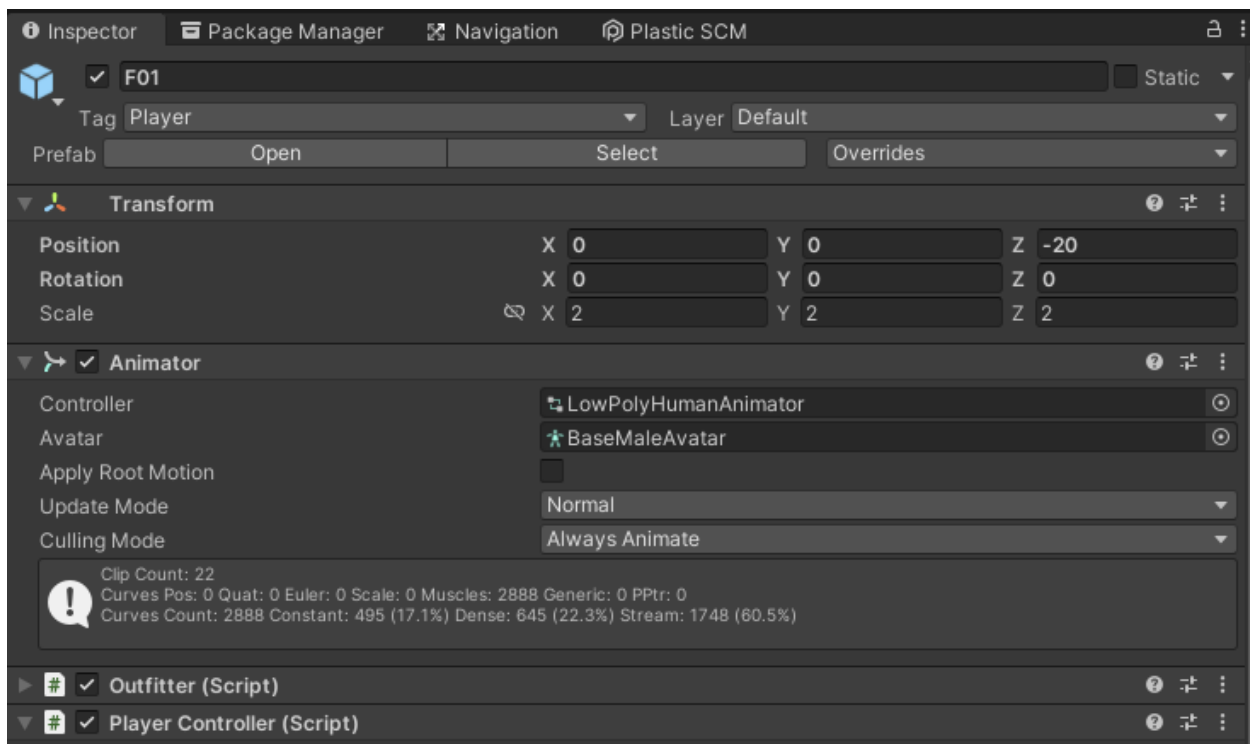 Inspector Package Manager Navigation Plastic SCM
F01 Static
Tag Player Layer Default
Prefab Open Select Overrides
Transform
Position X 0 Y 0 Z -20
Rotation X 0 Y 0 Z 0
Scale X 2 Y 2 Z 2
Animator
Controller LowPolyHumanAnimator
Avatar BaseMaleAvatar
Apply Root Motion
Update Mode Normal
Culling Mode Always Animate
Clip Count: 22
Curves Pos: 0 Quat: 0 Euler: 0 Scale: 0 Muscles: 2888 Generic: 0 PPtr: 0
Curves Count: 2888 Constant: 495 (17.1%) Dense: 645 (22.3%) Stream: 1748 (60.5%)
# Outfitter (Script)
# Player Controller (Script)